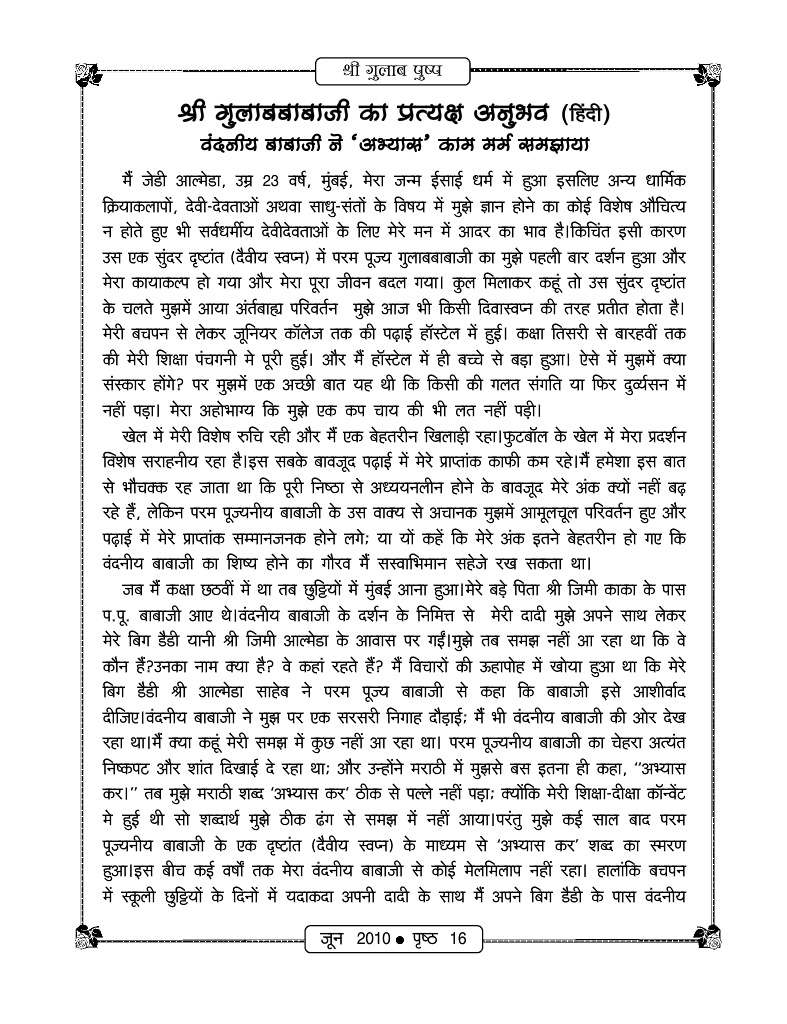 श्री गुलाब पुष्प
श्री गुलाबबाबाजी का प्रत्यक्ष अनुभव (हिंदी)
वंदनीय बाबाजी ने ‘अभ्यास’ काम मर्म समझाया
मैं जेडी आल्मेडा, उम्र 23 वर्ष, मुंबई, मेरा जन्म ईसाई धर्म में हुआ इसलिए अन्य धार्मिक
क्रियाकलापों, देवी-देवताओं अथवा साधु-संतों के विषय में मुझे ज्ञान होने का कोई विशेष औचित्य
न होते हुए भी सर्वधर्मीय देवीदेवताओं के लिए मेरे मन में आदर का भाव है।किचिंत इसी कारण
उस एक सुंदर दृष्टांत (दैवीय स्वप्न) में परम पूज्य गुलाबबाबाजी का मुझे पहली बार दर्शन हुआ और
मेरा कायाकल्प हो गया और मेरा पूरा जीवन बदल गया। कुल मिलाकर कहूं तो उस सुंदर दृष्टांत
के चलते मुझमें आया अंर्तबाह्य परिवर्तन मुझे आज भी किसी दिवास्वप्न की तरह प्रतीत होता है।
मेरी बचपन से लेकर जूनियर कॉलेज तक की पढ़ाई हॉस्टेल में हुई। कक्षा तिसरी से बारहवीं तक
की मेरी शिक्षा पंचगनी मे पूरी हुई। और मैं हॉस्टेल में ही बच्चे से बड़ा हुआ। ऐसे में मुझमें क्या
संस्कार होंगे? पर मुझमें एक अच्छी बात यह थी कि किसी की गलत संगति या फिर दुर्व्यसन में
नहीं पड़ा। मेरा अहोभाग्य कि मुझे एक कप चाय की भी लत नहीं पड़ी।
खेल में मेरी विशेष रुचि रही और मैं एक बेहतरीन खिलाड़ी रहा।फुटबॉल के खेल में मेरा प्रदर्शन
विशेष सराहनीय रहा है।इस सबके बावजूद पढ़ाई में मेरे प्राप्तांक काफी कम रहे।मैं हमेशा इस बात
से भौचक्क रह जाता था कि पूरी निष्ठा से अध्ययनलीन होने के बावजूद मेरे अंक क्यों नहीं बढ़
रहे हैं, लेकिन परम पूज्यनीय बाबाजी के उस वाक्य से अचानक मुझमें आमूलचूल परिवर्तन हुए और
पढ़ाई में मेरे प्राप्तांक सम्मानजनक होने लगे; या यों कहें कि मेरे अंक इतने बेहतरीन हो गए कि
वंदनीय बाबाजी का शिष्य होने का गौरव मैं सस्वाभिमान सहेजे रख सकता था।
जब मैं कक्षा छठवीं में था तब छुट्टियों में मुंबई आना हुआ।मेरे बड़े पिता श्री जिमी काका के पास
प.पू. बाबाजी आए थे।वंदनीय बाबाजी के दर्शन के निमित्त से मेरी दादी मुझे अपने साथ लेकर
मेरे बिग डैडी यानी श्री जिमी आल्मेडा के आवास पर गईं।मुझे तब समझ नहीं आ रहा था कि वे
कौन हैं?उनका नाम क्या है? वे कहां रहते हैं? मैं विचारों की ऊहापोह में खोया हुआ था कि मेरे
बिग डैडी श्री आल्मेडा साहेब ने परम पूज्य बाबाजी से कहा कि बाबाजी इसे आशीर्वाद
दीजिए।वंदनीय बाबाजी ने मुझ पर एक सरसरी निगाह दौड़ाई; मैं भी वंदनीय बाबाजी की ओर देख
रहा था।मैं क्या कहूं मेरी समझ में कुछ नहीं आ रहा था। परम पूज्यनीय बाबाजी का चेहरा अत्यंत
निष्कपट और शांत दिखाई दे रहा था; और उन्होंने मराठी में मुझसे बस इतना ही कहा, ‘‘अभ्यास
कर।’’ तब मुझे मराठी शब्द ‘अभ्यास कर’ ठीक से पल्ले नहीं पड़ा; क्योंकि मेरी शिक्षा-दीक्षा कॉन्वेंट
मे हुई थी सो शब्दार्थ मुझे ठीक ढंग से समझ में नहीं आया।परंतु मुझे कई साल बाद परम
पूज्यनीय बाबाजी के एक दृष्टांत (दैवीय स्वप्न) के माध्यम से ‘अभ्यास कर’ शब्द का स्मरण
हुआ।इस बीच कई वर्षों तक मेरा वंदनीय बाबाजी से कोई मेलमिलाप नहीं रहा। हालांकि बचपन
में स्कूली छुट्टियों के दिनों में यदाकदा अपनी दादी के साथ मैं अपने बिग डैडी के पास वंदनीय
जून 2010 ● पृष्ठ 16